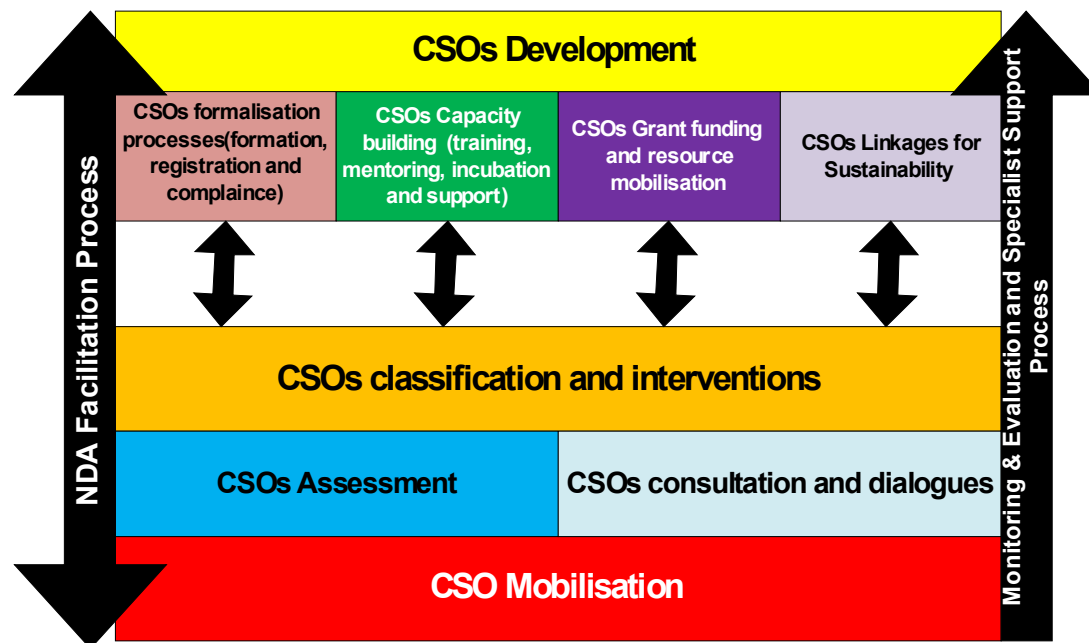 CSOs Development
CSOs formalisation
processes(formation,
registration and
complaince)
CSOs Capacity
building (training,
mentoring, incubation
and support)
CSOs Grant funding
and resource
mobilisation
CSOs Linkages for
Sustainability
CSOs classification and interventions
CSOs Assessment
CSOs consultation and dialogues
CSO Mobilisation
NDA Facilitation Process
Monitoring & Evaluation and Specialist Support
Process